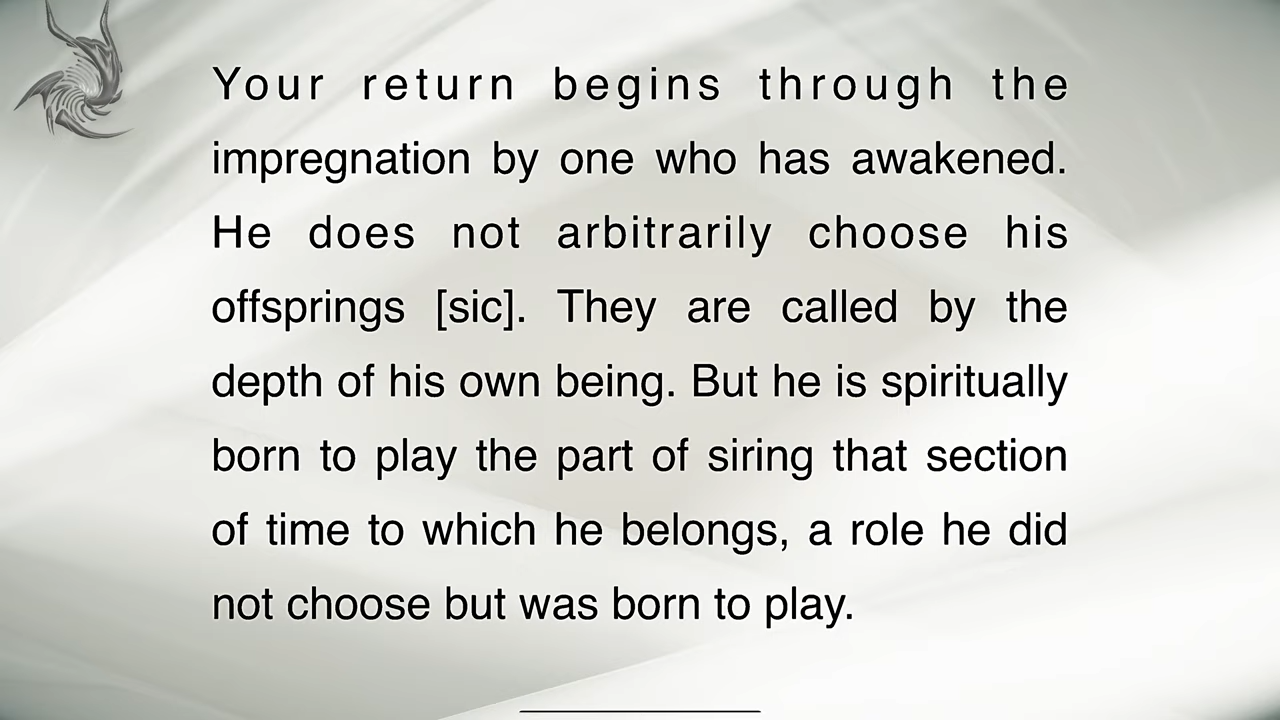 Your return begins through the
impregnation by one who has awakened.
He does not arbitrarily choose his
offsprings [sic]. They are called by the
depth of his own being. But he is spiritually
born to play the part of siring that section
of time to which he belongs, a role he did
not choose but was born to play.